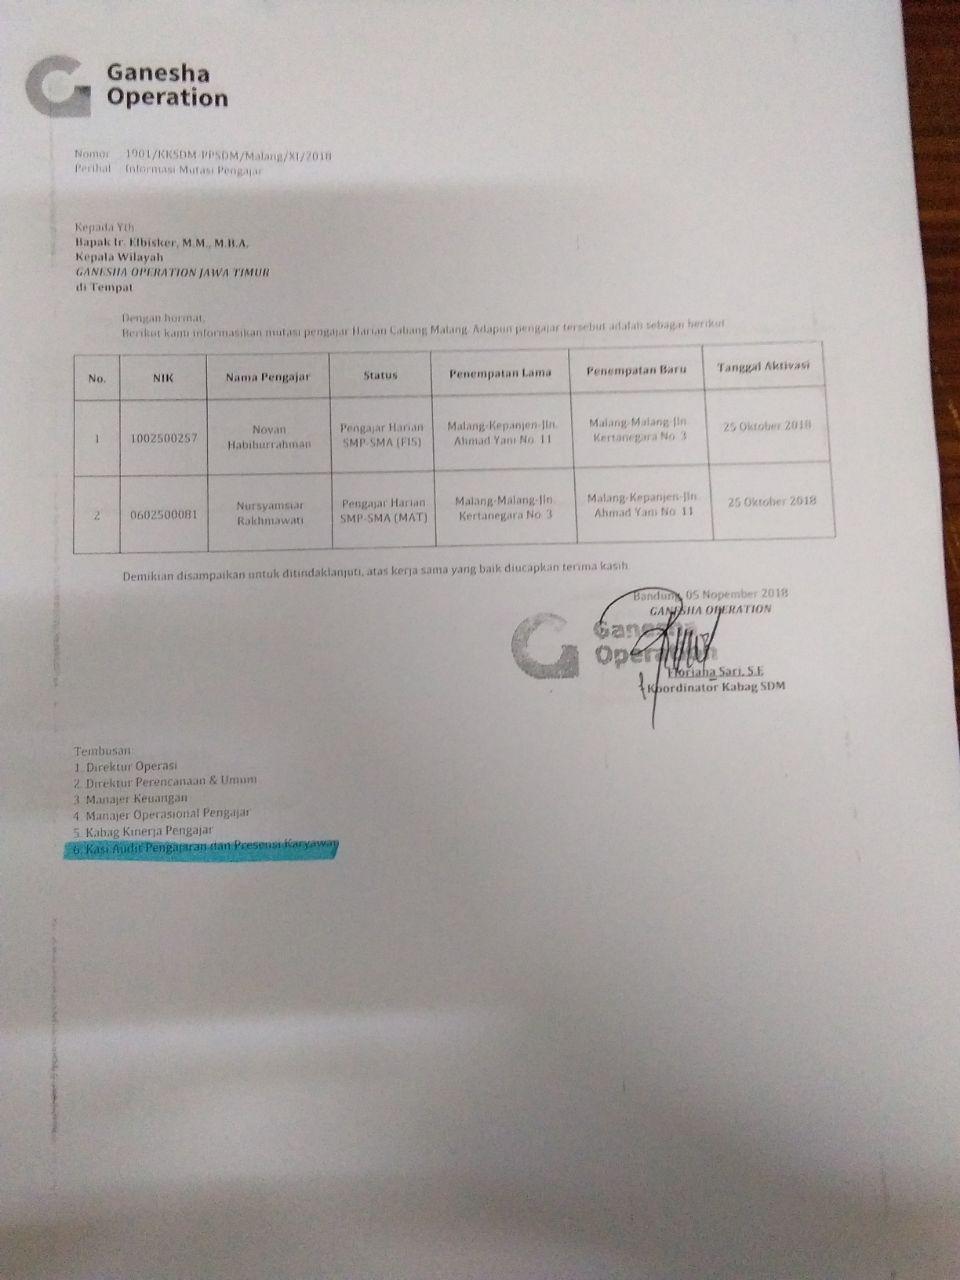 Ganesha
Operation
Nomor 1901/KKSDM-PPSDM/Malang/XI/2018
Perihal Informasi Mutasi Pengajar
Kepada Yth
Bapak Ir. Elbisker, M.M., M.B.A.
Kepala Wilayah
GANESHA OPERATION JAWA TIMUR
di Tempat
Dengan hormat,
Berikut kami informasikan mutasi pengajar Harian Cabang Malang. Adapun pengajar tersebut adalah sebagai berikut
No. NIK Nama Pengajar Status Penempatan Lama Penempatan Baru Tanggal Aktivasi
1 1002500257 Novan Habiburrahman Pengajar Harian SMP-SMA (FIS) Malang-Kepanjen-Jln. Ahmad Yani No. 11 Malang-Malang-Jln. Kertanegara No. 3 25 Oktober 2018
2 0602500081 Nursyamsiar Rakhmawati Pengajar Harian SMP-SMA (MAT) Malang-Malang-Jln. Kertanegara No. 3 Malang-Kepanjen-Jln. Ahmad Yani No. 11 25 Oktober 2018
Demikian disampaikan untuk ditindaklanjuti, atas kerja sama yang baik diucapkan terima kasih.
Bandung, 05 Nopember 2018
GANESHA OPERATION
Ganesha
Operation
Sari, S.E
Koordinator Kabag SDM
Tembusan
1. Direktur Operasi
2. Direktur Perencanaan & Umum
3. Manajer Keuangan
4. Manajer Operasional Pengajar
5. Kabag Kinerja Pengajar
6. Kasi Audit Pengajaran dan Presensi Karyawan